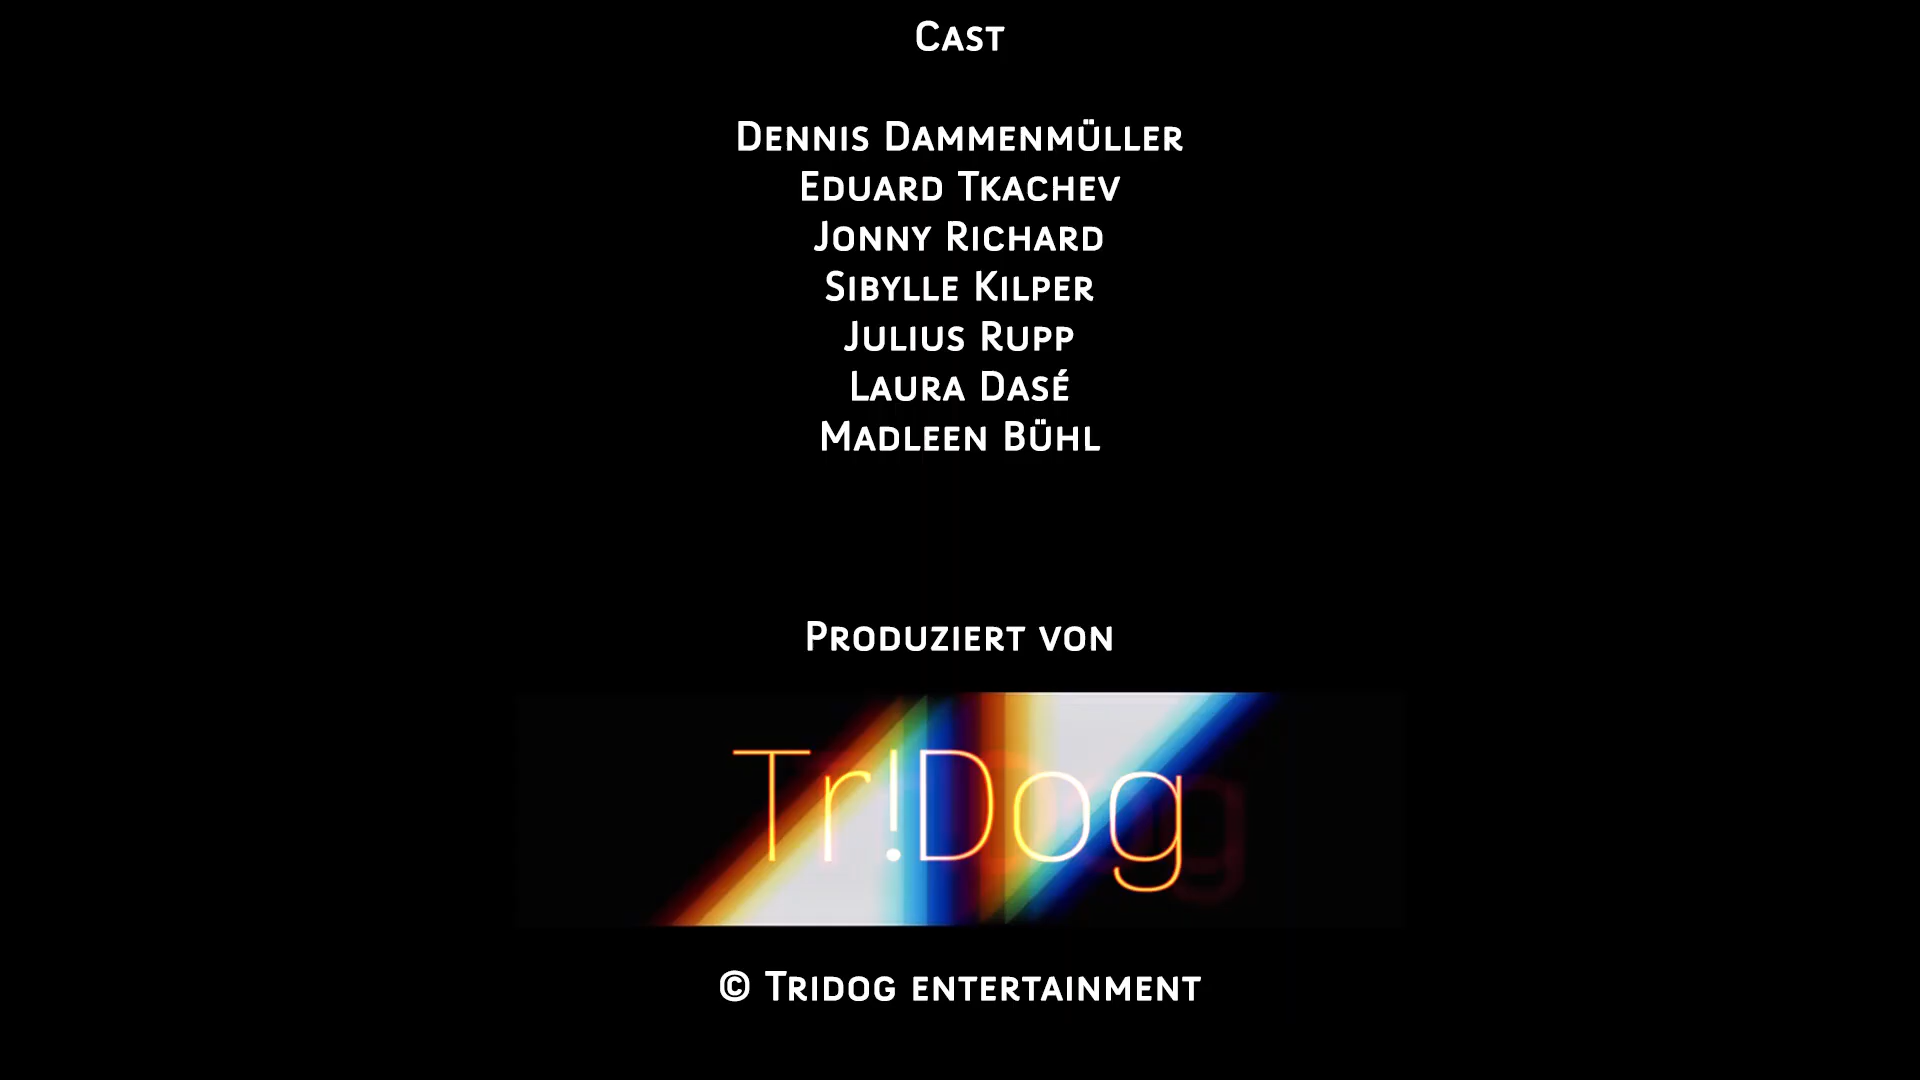 Cast
Dennis Dammenmüller
Eduard Tkachev
Jonny Richard
Sibylle Kilper
Julius Rupp
Laura Dasé
Madleen Bühl
Produziert von
Tr!Dog
© Tridog entertainment